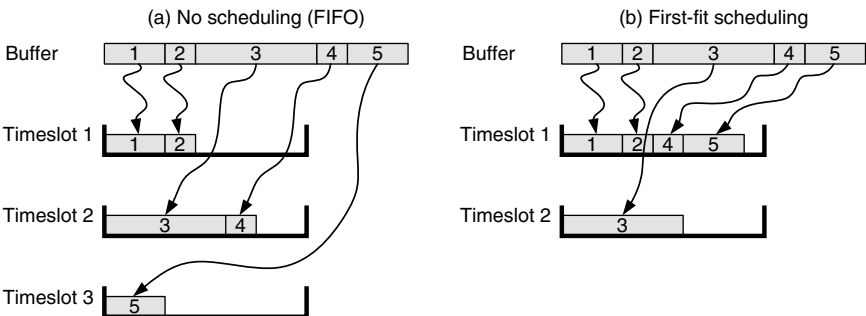 (a) No scheduling (FIFO)
(b) First-fit scheduling
Buffer 1 2 3 4 5
Buffer 1 2 3 4 5
Timeslot 1 1 2
Timeslot 1 1 2 4 5
Timeslot 2 3 4
Timeslot 2 3
Timeslot 3 5